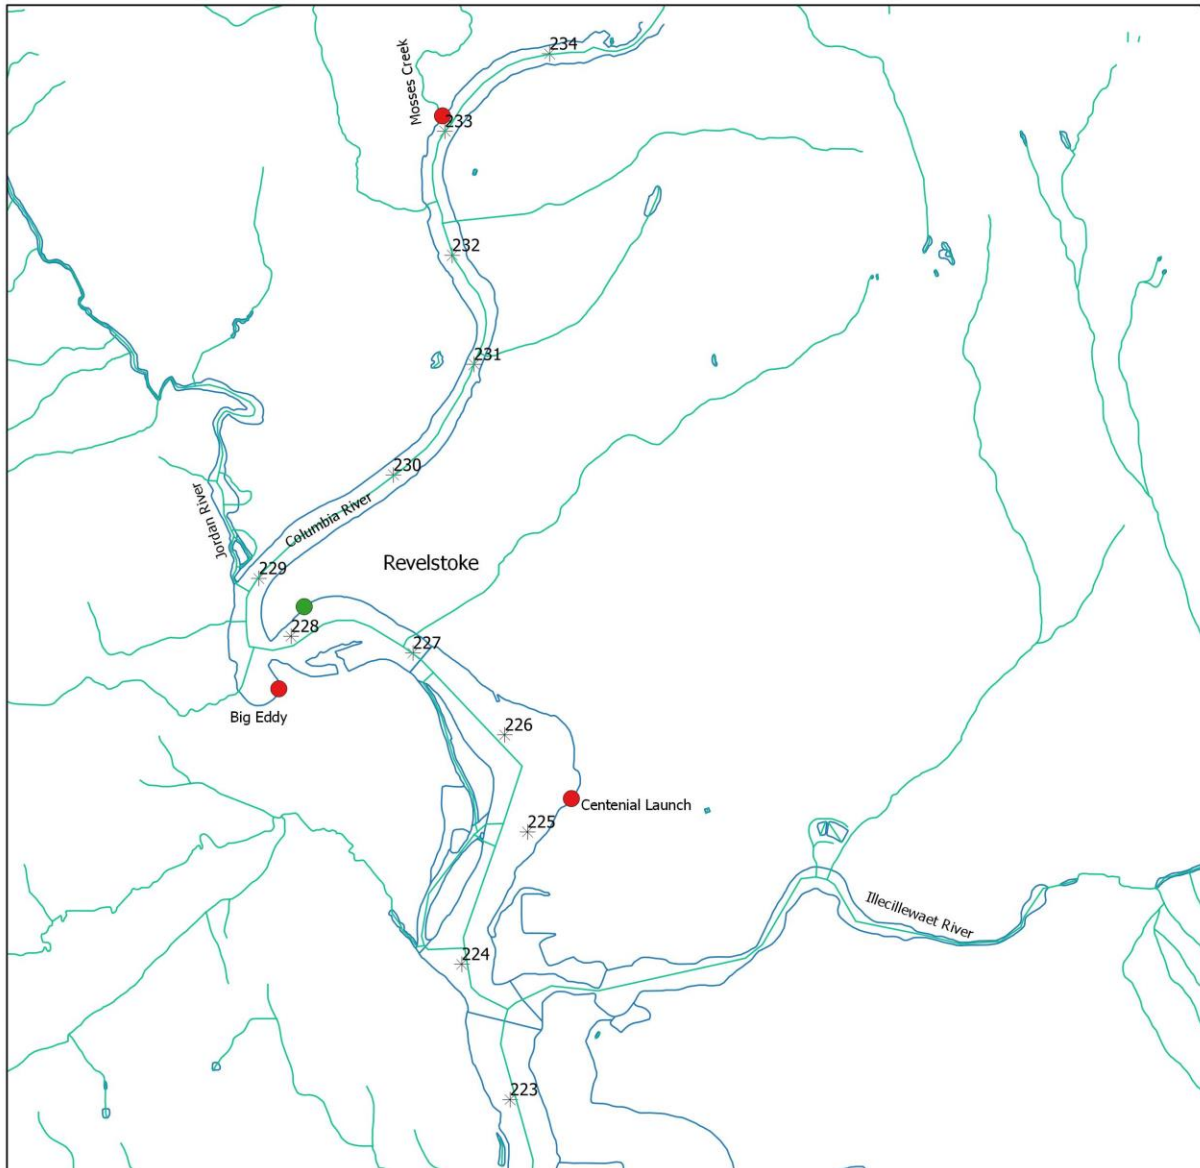 234
Mosses Creek
233
232
231
230
Columbia River
Jordan River
229
Revelstoke
228
227
Big Eddy
226
Centenial Launch
225
Illecillewaet River
224
223